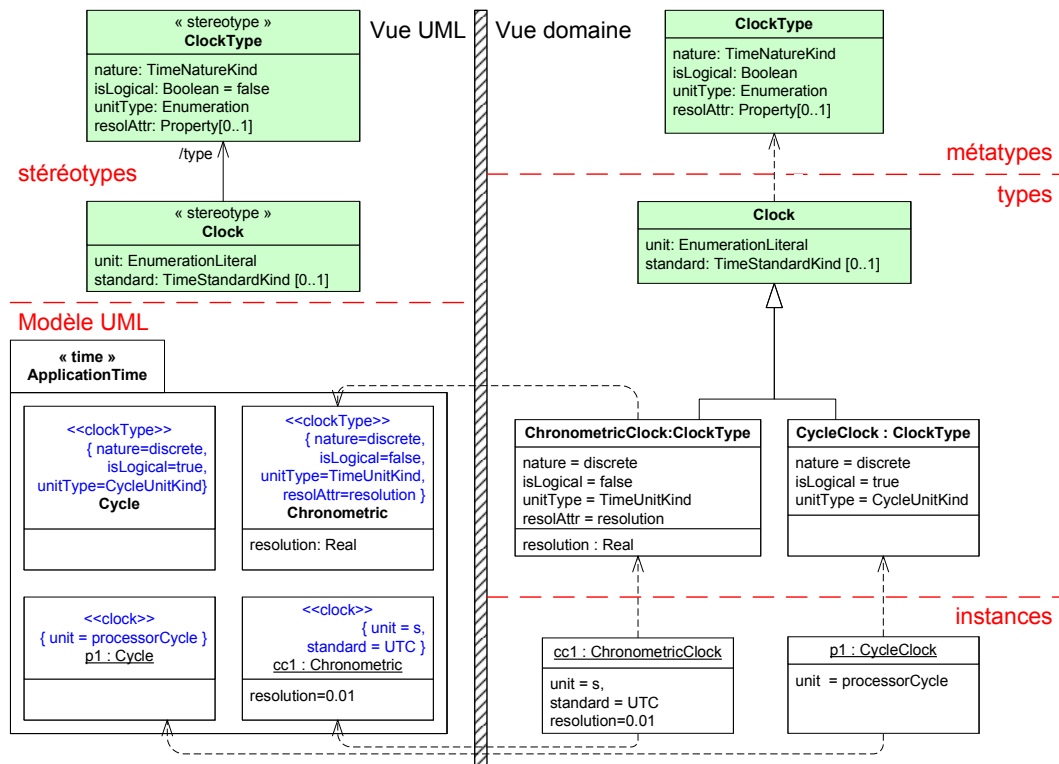 Vue UML
Vue domaine
« stereotype »
ClockType
nature: TimeNatureKind
isLogical: Boolean = false
unitType: Enumeration
resolAttr: Property[0..1]
/type
stéréotypes
« stereotype »
Clock
unit: EnumerationLiteral
standard: TimeStandardKind [0..1]
Modèle UML
« time »
ApplicationTime
<<clockType>>
{ nature=discrete,
isLogical=true,
unitType=CycleUnitKind}
Cycle
<<clockType>>
{ nature=discrete,
isLogical=false,
unitType=TimeUnitKind,
resolAttr=resolution }
Chronometric
resolution: Real
<<clock>>
{ unit = processorCycle }
p1 : Cycle
<<clock>>
{ unit = s,
standard = UTC }
cc1 : Chronometric
resolution=0.01
ClockType
nature: TimeNatureKind
isLogical: Boolean
unitType: Enumeration
resolAttr: Property[0..1]
métatypes
types
Clock
unit: EnumerationLiteral
standard: TimeStandardKind [0..1]
ChronometricClock:ClockType
nature = discrete
isLogical = false
unitType = TimeUnitKind
resolAttr = resolution
resolution : Real
CycleClock : ClockType
nature = discrete
isLogical = true
unitType = CycleUnitKind
instances
cc1 : ChronometricClock
unit = s,
standard = UTC
resolution=0.01
p1 : CycleClock
unit = processorCycle